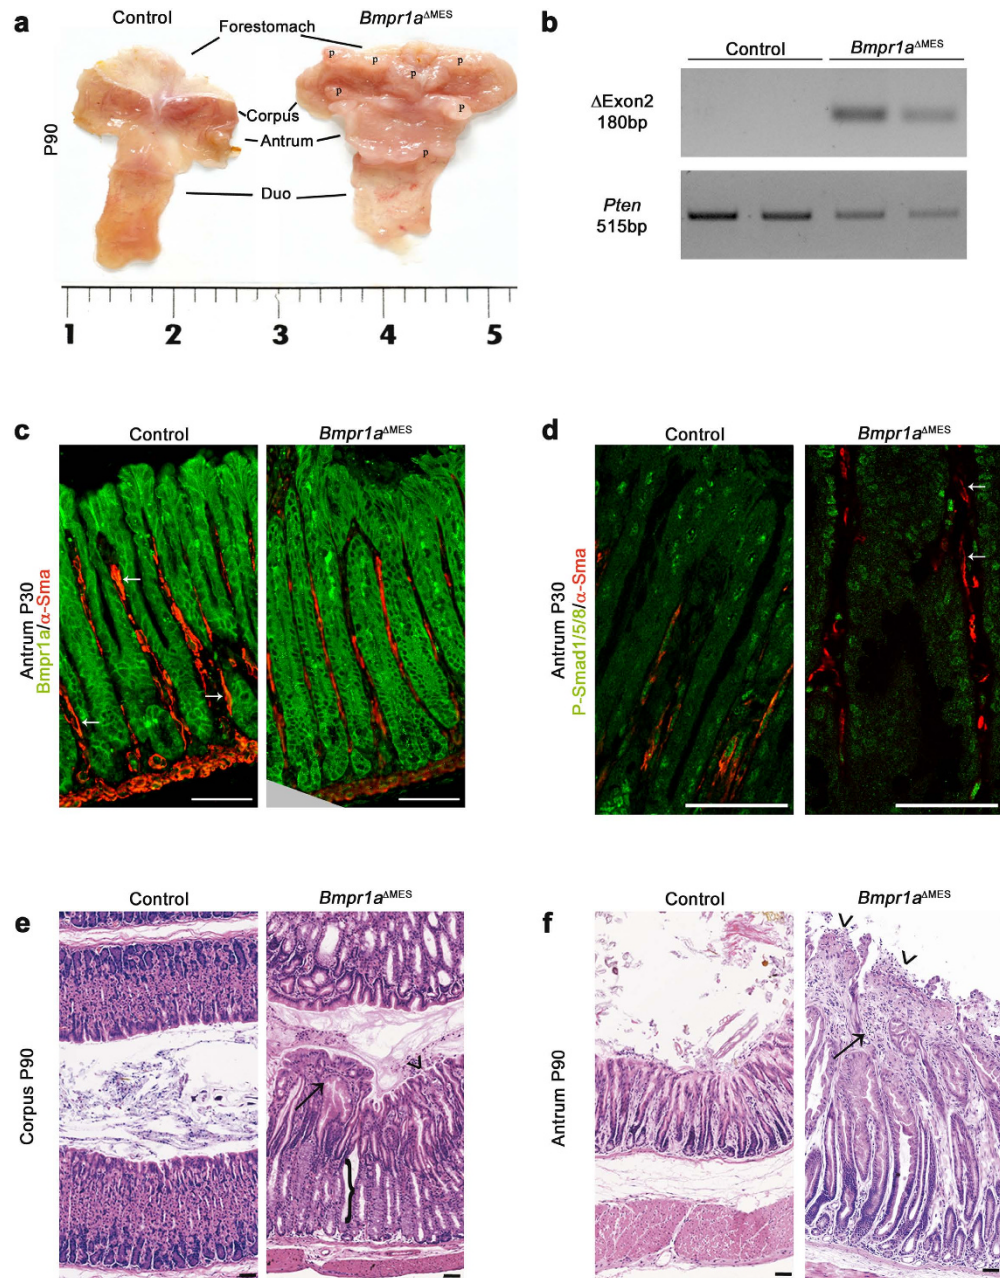 a
Control
Bmpr1aΔMES
Forestomach
p
p
p
p
p
p
p
Corpus
Antrum
Duo
P90
1 2 3 4 5
b
Control
Bmpr1aΔMES
ΔExon2
180bp
Pten
515bp
c
Control
Bmpr1aΔMES
Antrum P30
Bmpr1a/α-Sma
d
Control
Bmpr1aΔMES
Antrum P30
P-Smad1/5/8/α-Sma
e
Control
Bmpr1aΔMES
Corpus P90
f
Control
Bmpr1aΔMES
Antrum P90